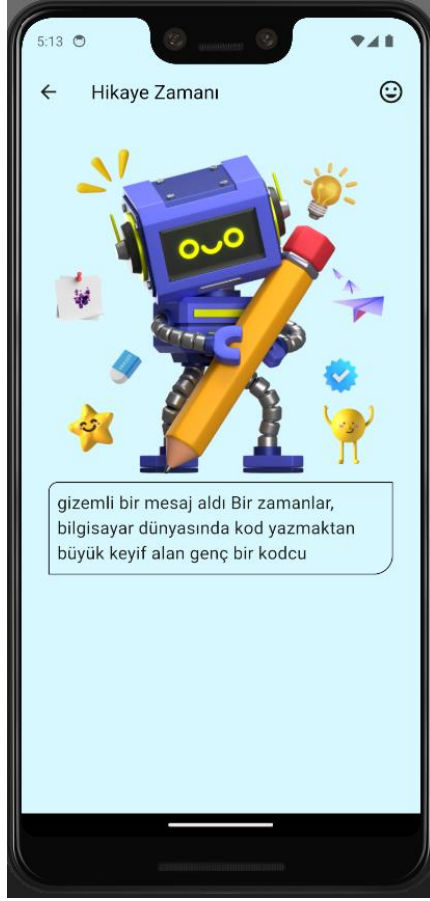 5:13
Hikaye Zamanı
gizemli bir mesaj aldı Bir zamanlar,
bilgisayar dünyasında kod yazmaktan
büyük keyif alan genç bir kodcu